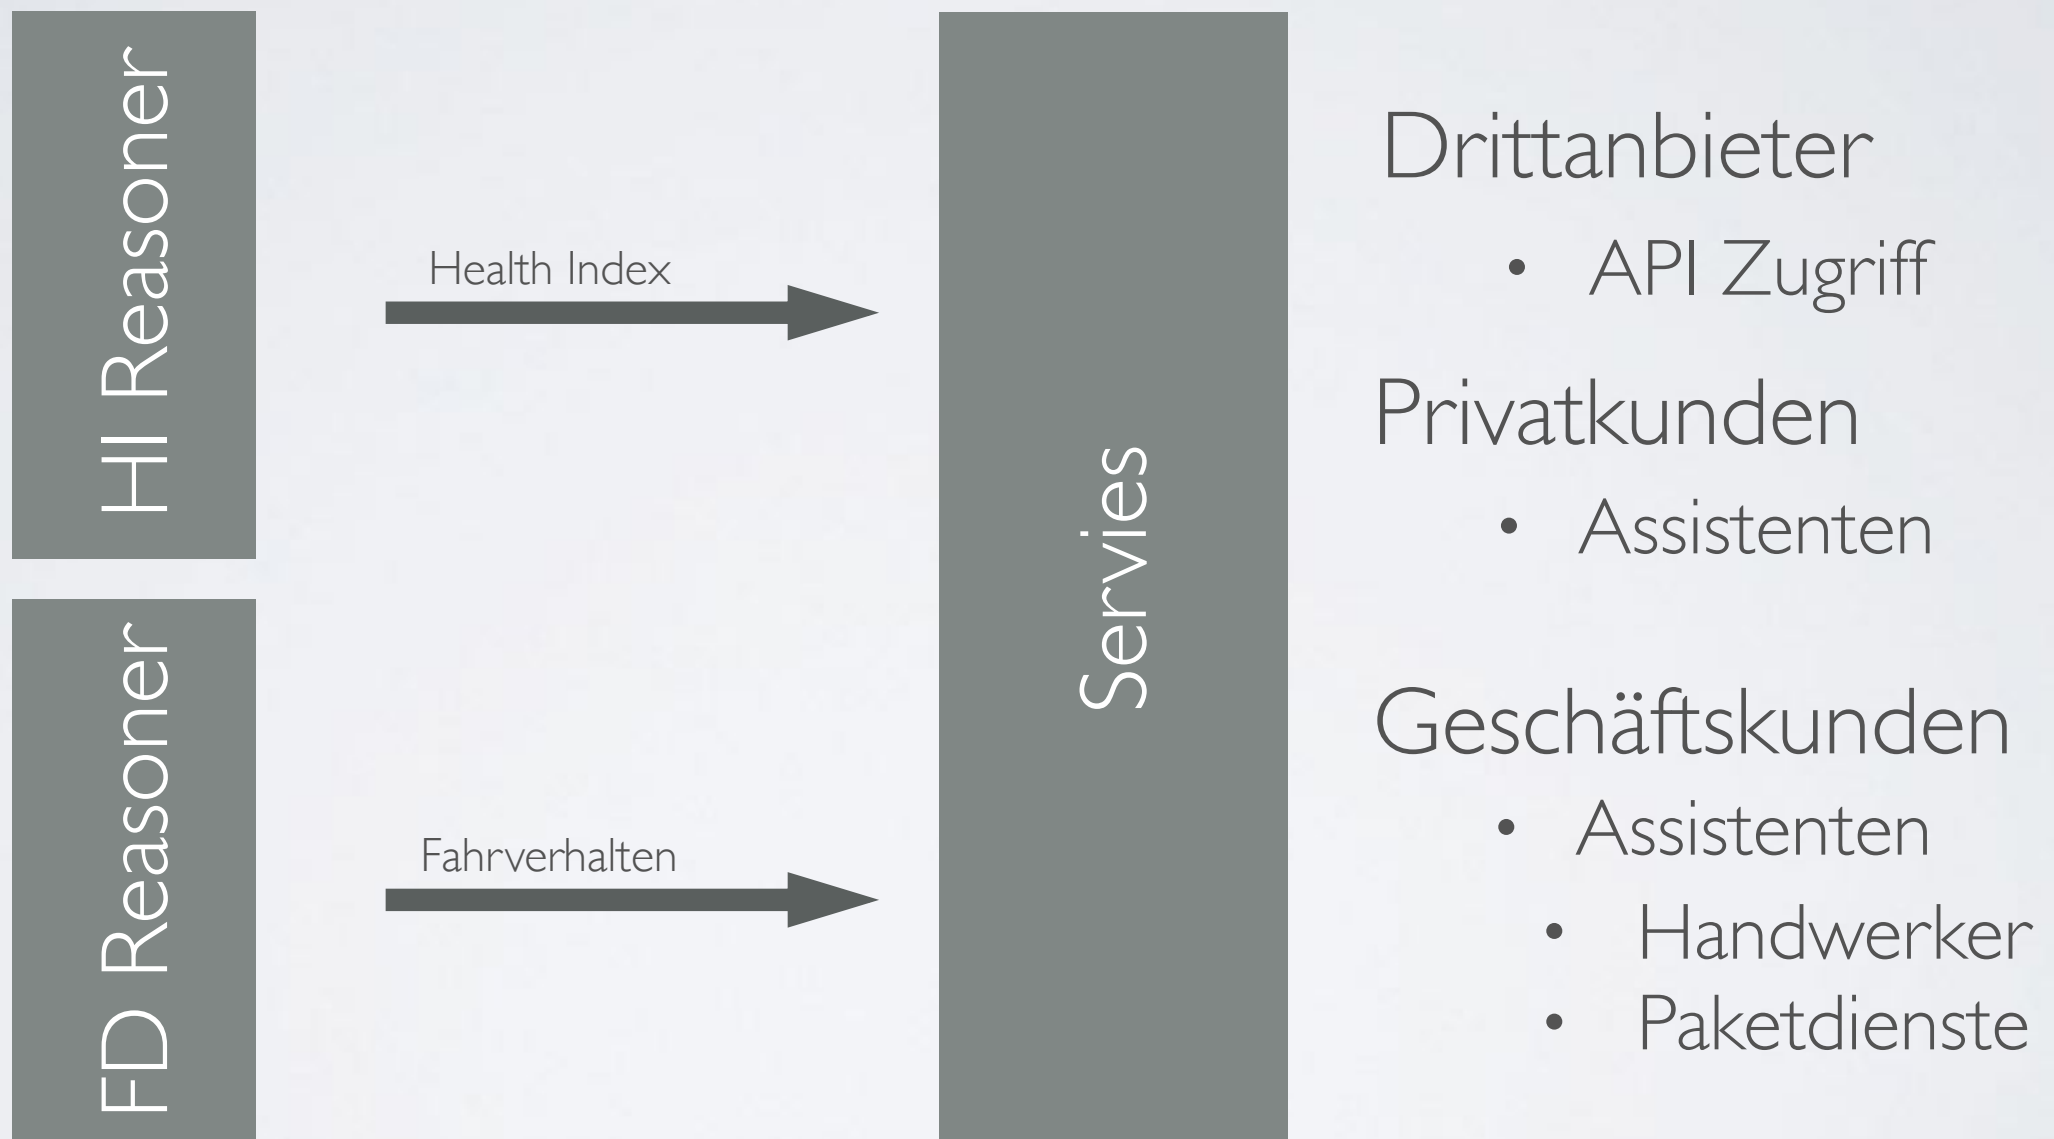 HI Reasoner
Health Index
FD Reasoner
Fahrverhalten
Servies
Drittanbieter
• API Zugriff
Privatkunden
• Assistenten
Geschäftskunden
• Assistenten
• Handwerker
• Paketdienste